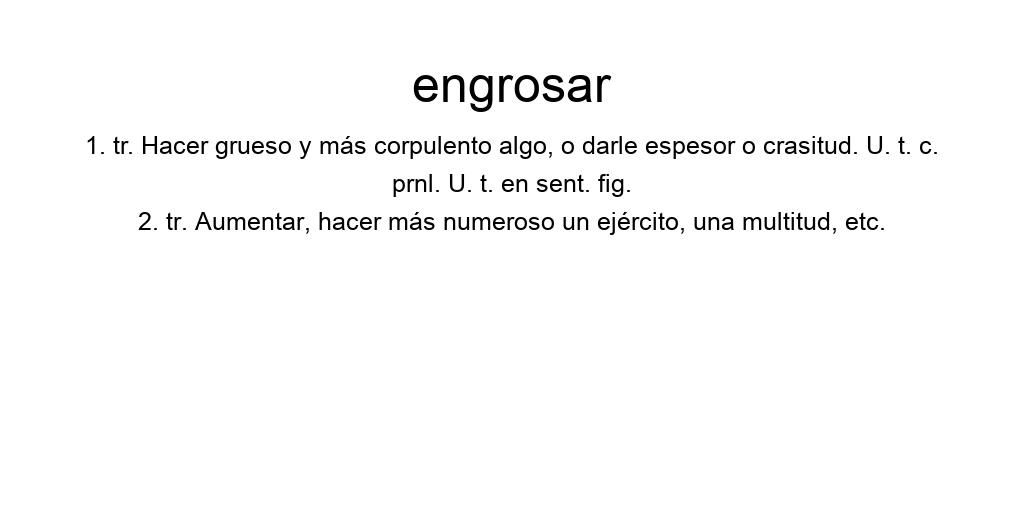 engrosar
1. tr. Hacer grueso y más corpulento algo, o darle espesor o crasitud. U. t. c.
prnl. U. t. en sent. fig.
2. tr. Aumentar, hacer más numeroso un ejército, una multitud, etc.